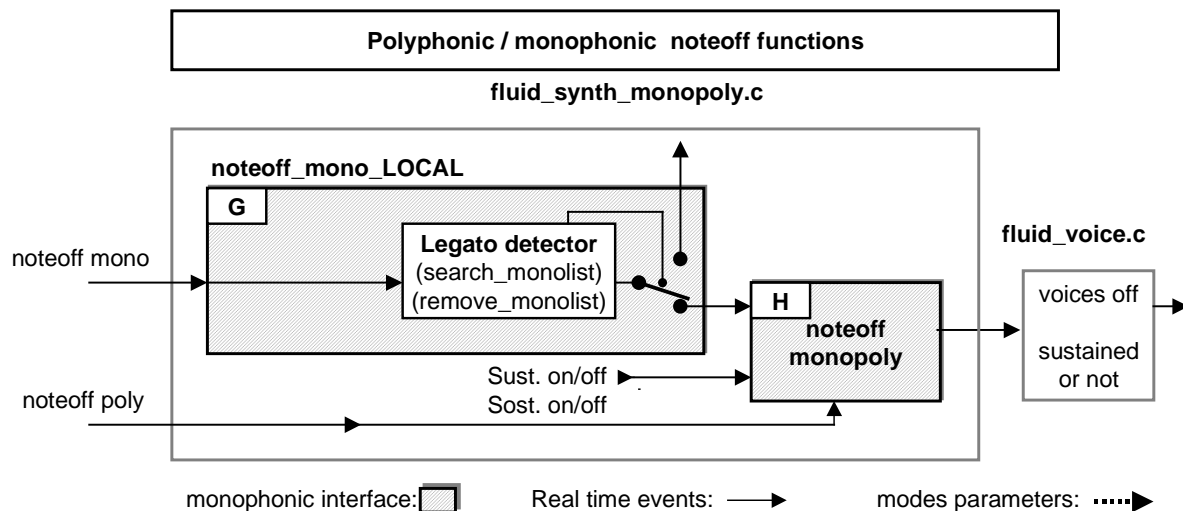 Polyphonic / monophonic noteoff functions
fluid_synth_monopoly.c
noteoff_mono_LOCAL
G
Legato detector
(search_monolist)
(remove_monolist)
noteoff mono
fluid_voice.c
H
noteoff
monopoly
voices off
sustained
or not
Sust. on/off
Sost. on/off
noteoff poly
monophonic interface:
Real time events:
modes parameters: